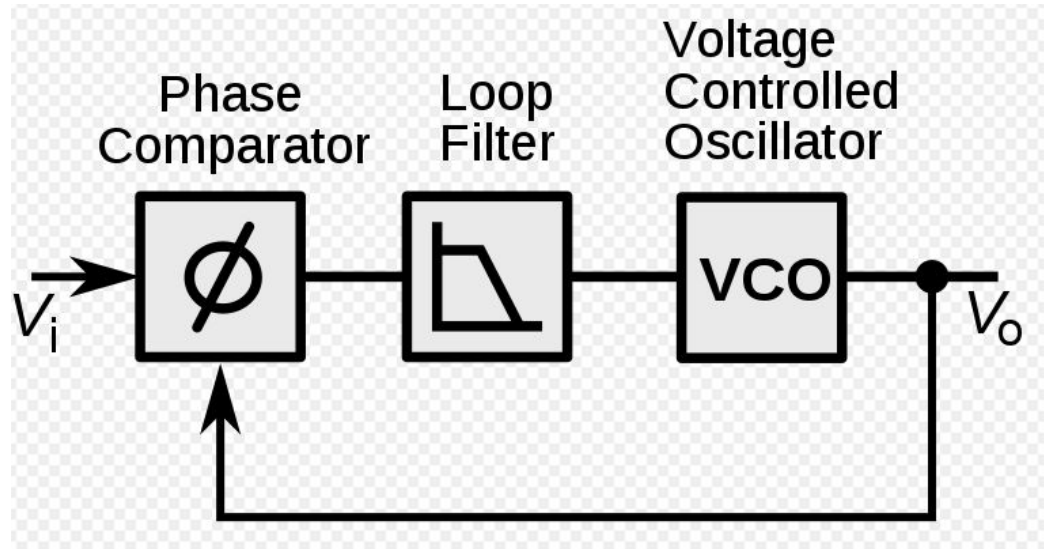 Phase
Comparator
Loop
Filter
Voltage
Controlled
Oscillator
Vi
ϕ
VCO
Vo